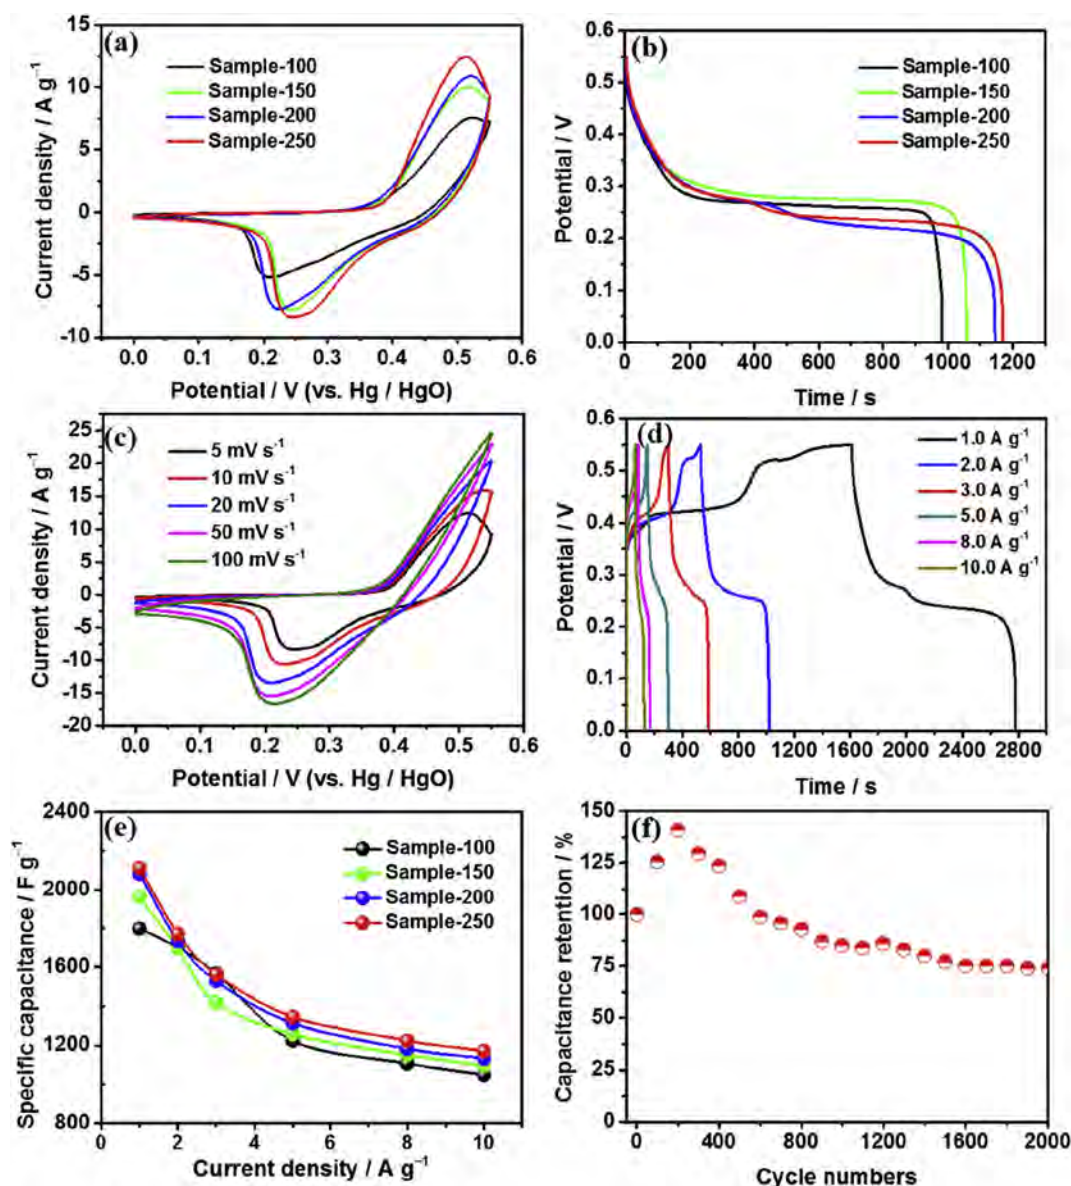 (a)
Sample-100
Sample-150
Sample-200
Sample-250
15
10
5
0
-5
-10
Current density / A g⁻¹
0.0 0.1 0.2 0.3 0.4 0.5 0.6
Potential / V (vs. Hg / HgO)
(b)
Sample-100
Sample-150
Sample-200
Sample-250
0.6
0.5
0.4
0.3
0.2
0.1
0.0
Potential / V
0 200 400 600 800 1000 1200
Time / s
(c)
5 mV s⁻¹
10 mV s⁻¹
20 mV s⁻¹
50 mV s⁻¹
100 mV s⁻¹
25
20
15
10
5
0
-5
-10
-15
-20
Current density / A g⁻¹
0.0 0.1 0.2 0.3 0.4 0.5 0.6
Potential / V (vs. Hg / HgO)
(d)
1.0 A g⁻¹
2.0 A g⁻¹
3.0 A g⁻¹
5.0 A g⁻¹
8.0 A g⁻¹
10.0 A g⁻¹
0.6
0.5
0.4
0.3
0.2
0.1
0.0
Potential / V
0 400 800 1200 1600 2000 2400 2800
Time / s
(e)
Sample-100
Sample-150
Sample-200
Sample-250
2400
2000
1600
1200
800
Specific capacitance / F g⁻¹
0 2 4 6 8 10
Current density / A g⁻¹
(f)
150
125
100
75
50
25
0
Capacitance retention / %
0 400 800 1200 1600 2000
Cycle numbers